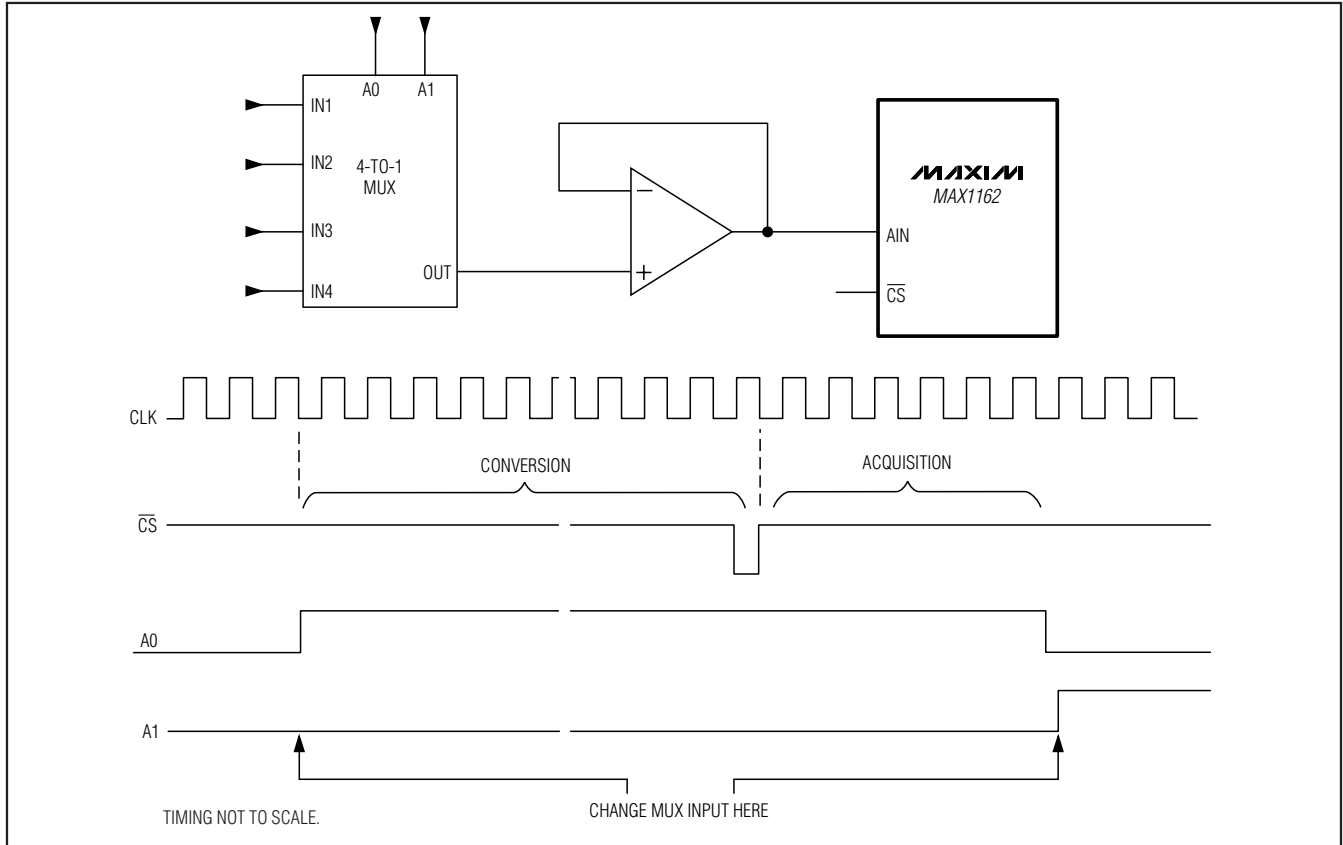 A0 A1
IN1
IN2
4-TO-1
MUX
IN3
OUT
IN4
MAXIM
MAX1162
AIN
CS
CLK
CONVERSION
ACQUISITION
CS
A0
A1
CHANGE MUX INPUT HERE
TIMING NOT TO SCALE.